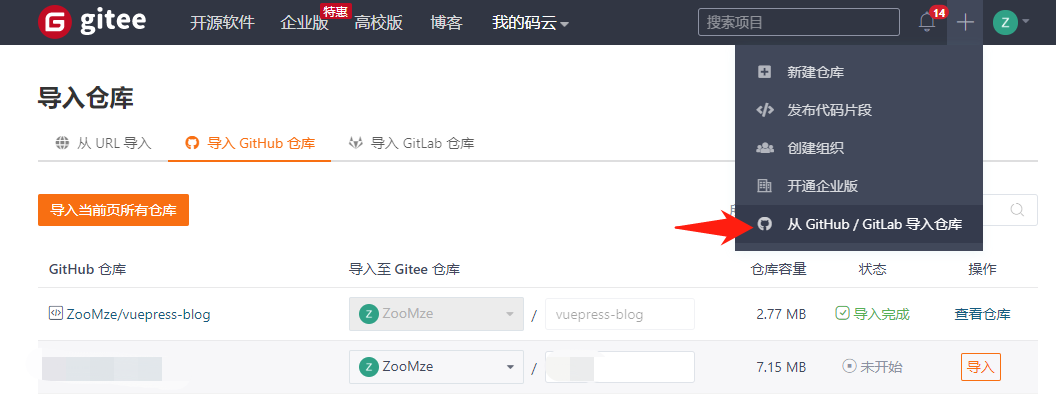 gitee 开源软件 企业版 特惠 高校版 博客 我的码云 搜索项目 14 Z
新建仓库
发布代码片段
创建组织
开通企业版
从 GitHub / GitLab 导入仓库
导入仓库
从 URL 导入 导入 GitHub 仓库 导入 GitLab 仓库
导入当前页所有仓库
GitHub 仓库 导入至 Gitee 仓库 仓库容量 状态 操作
ZooMze/vuepress-blog Z ZooMze / vuepress-blog 2.77 MB 导入完成 查看仓库
Z ZooMze / 7.15 MB 未开始 导入